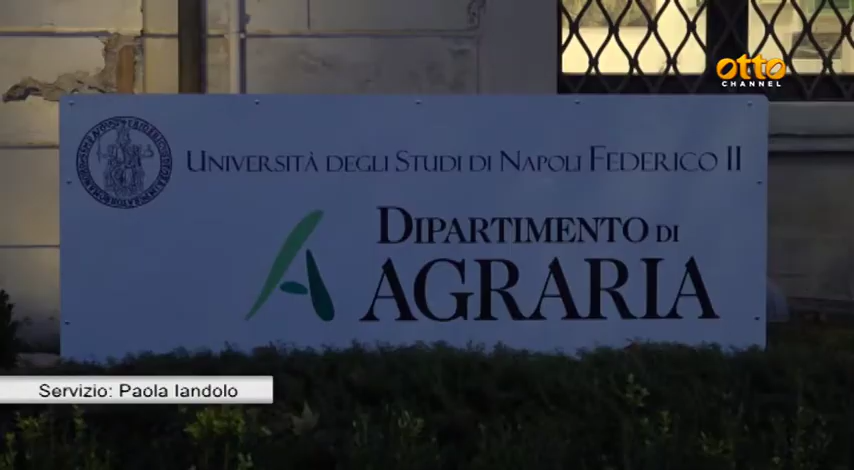 otto
CHANNEL
UNIVERSITÀ DEGLI STUDI DI NAPOLI FEDERICO II
DIPARTIMENTO DI
AGRARIA
Servizio: Paola Iandolo